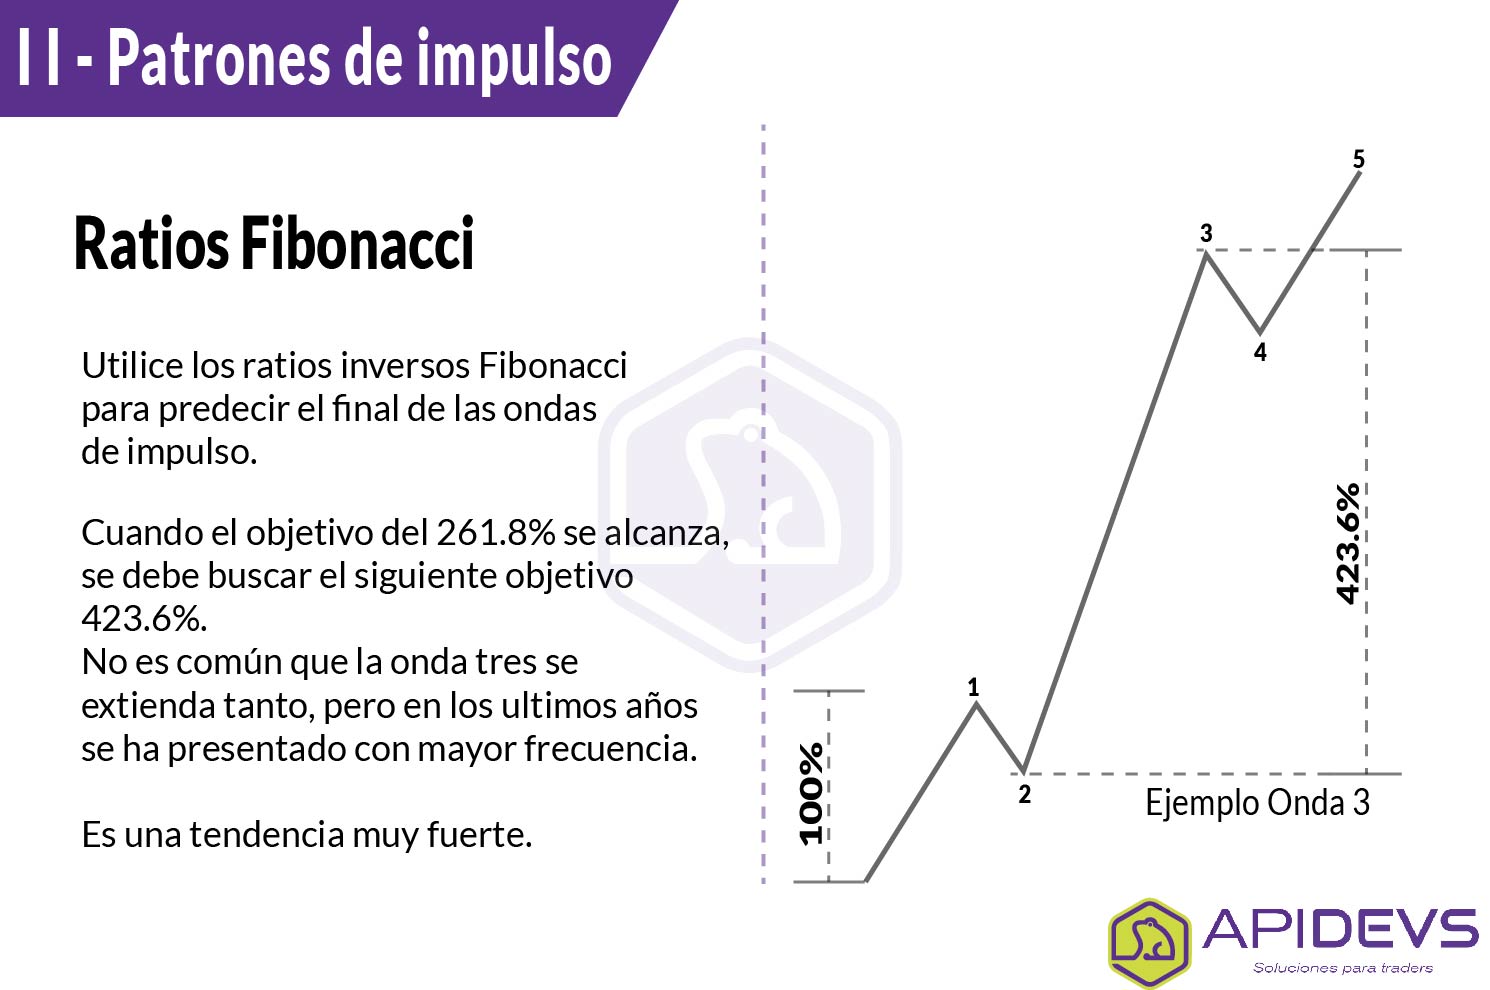 I I - Patrones de impulso
Ratios Fibonacci
Utilice los ratios inversos Fibonacci
para predecir el final de las ondas
de impulso.
Cuando el objetivo del 261.8% se alcanza,
se debe buscar el siguiente objetivo
423.6%.
No es común que la onda tres se
extienda tanto, pero en los ultimos años
se ha presentado con mayor frecuencia.
Es una tendencia muy fuerte.
5
3
4
423.6%
1
100%
2
Ejemplo Onda 3
APIDEVS
Soluciones para traders